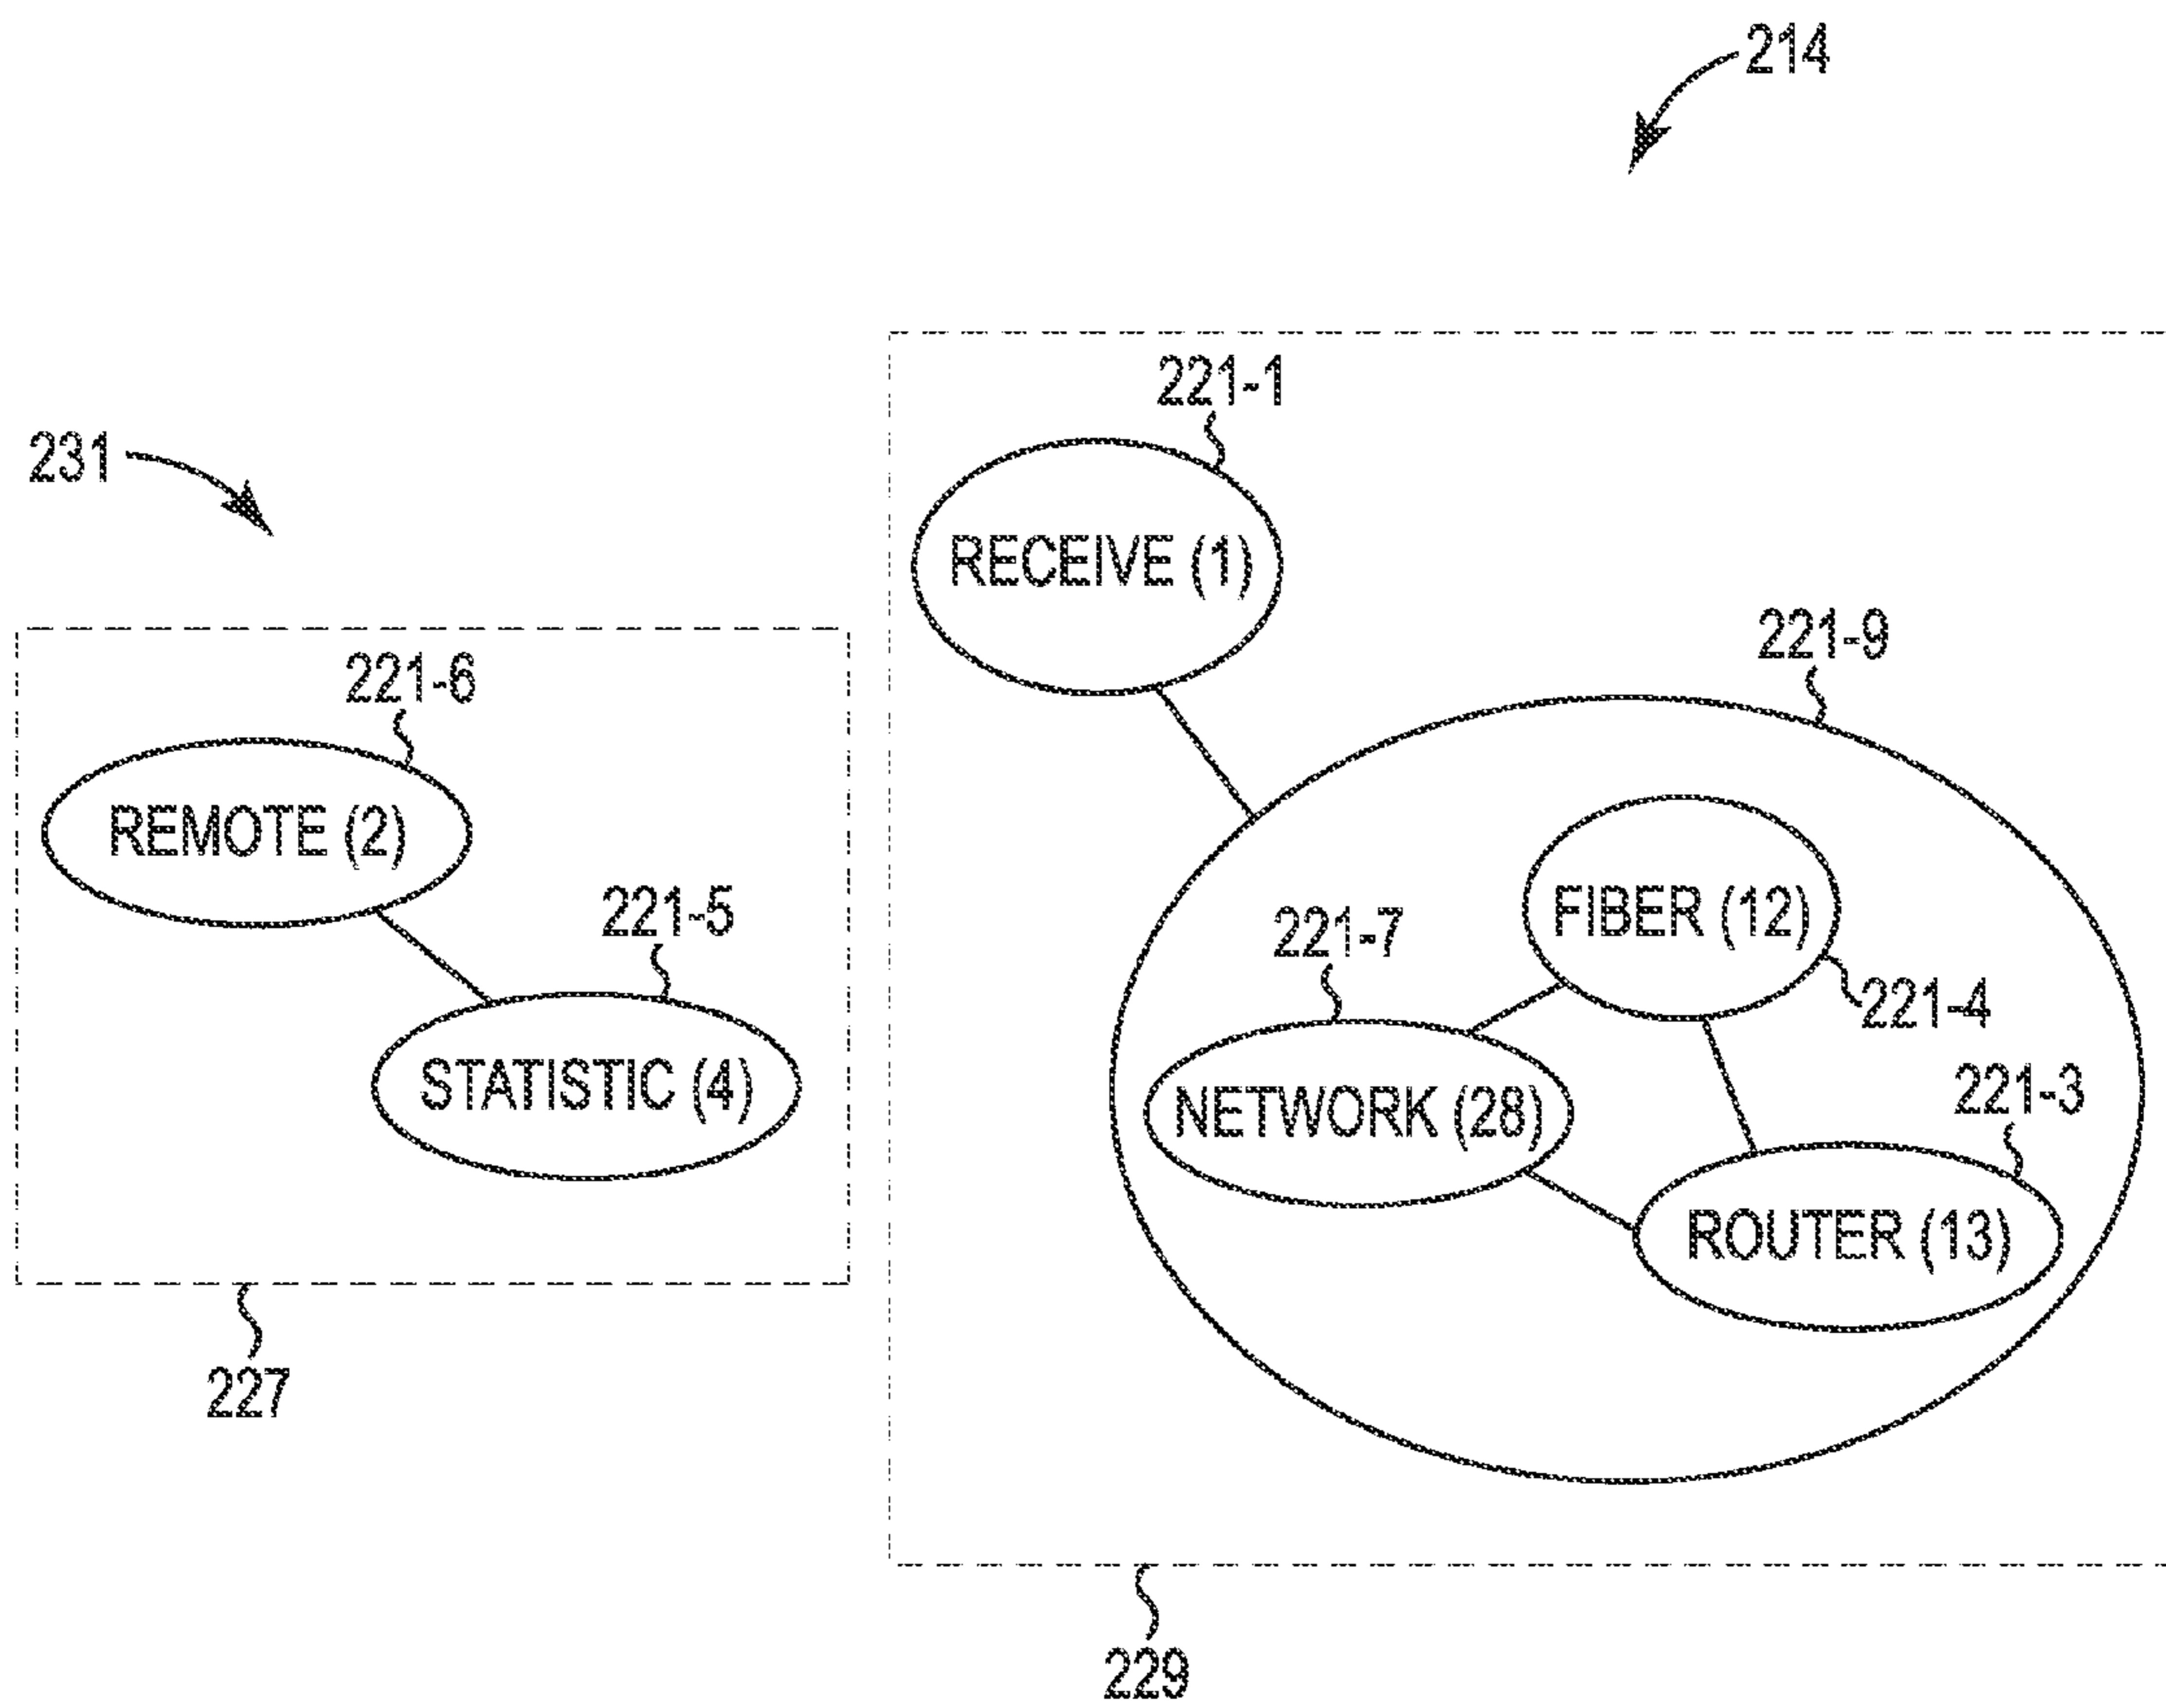 214
221-1
231
RECEIVE (1)
221-9
221-6
REMOTE (2)
221-5
FIBER (12)
221-7
221-4
STATISTIC (4)
NETWORK (28)
221-3
ROUTER (13)
227
229